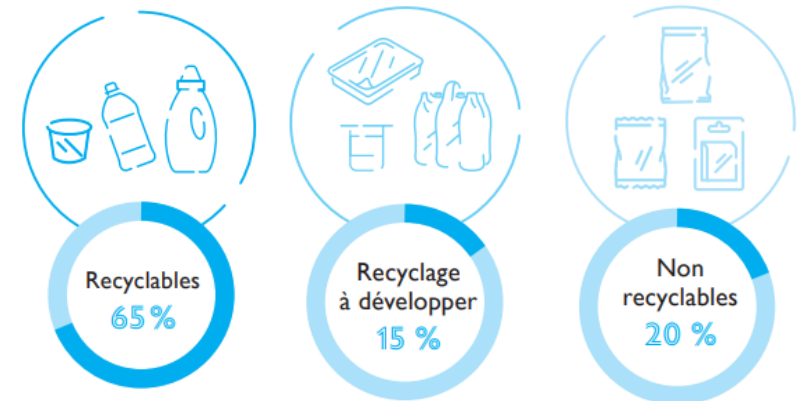 Recyclables
65 %
Recyclage
à développer
15 %
Non
recyclables
20 %